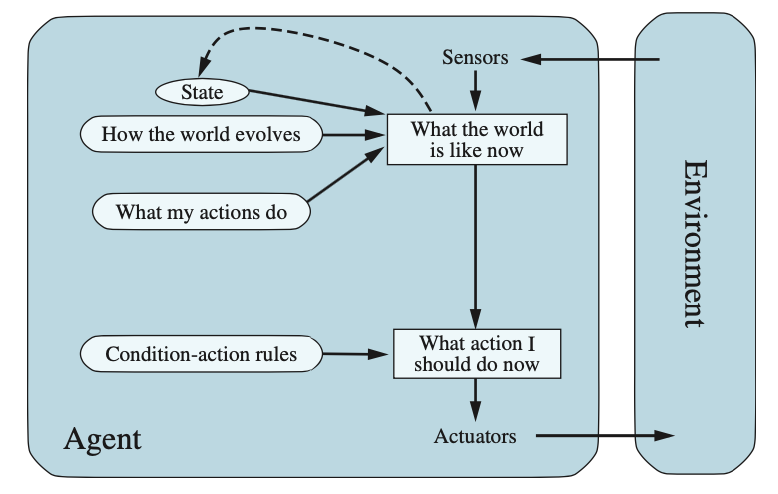 Sensors
State
How the world evolves
What the world
is like now
What my actions do
Condition-action rules
What action I
should do now
Agent
Actuators
Environment